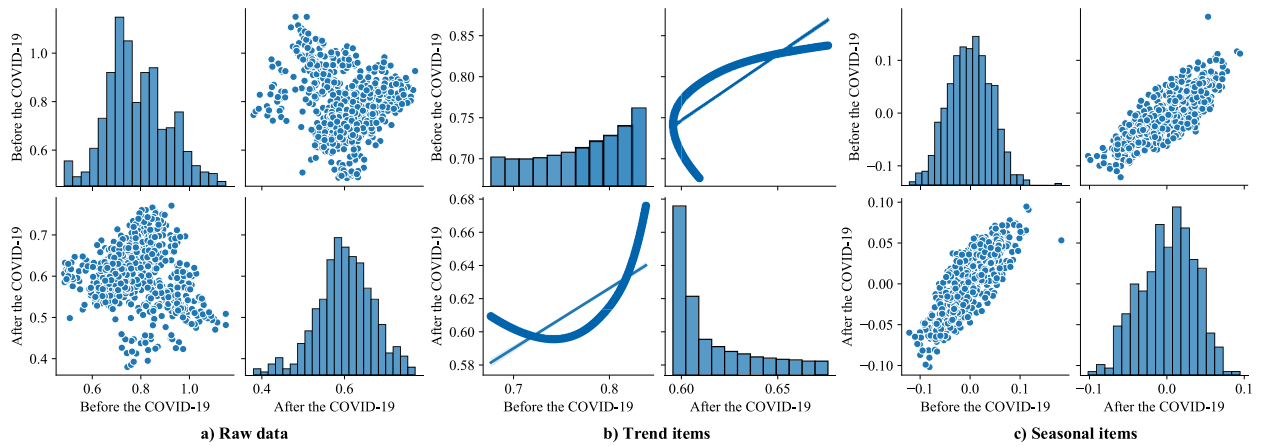 Before the COVID-19
1.0
0.8
0.6
After the COVID-19
0.7
0.6
0.5
0.4
0.6 0.8 1.0
Before the COVID-19
0.4 0.6
After the COVID-19
a) Raw data
Before the COVID-19
0.85
0.80
0.75
0.70
After the COVID-19
0.68
0.66
0.64
0.62
0.60
0.58
0.7 0.8
Before the COVID-19
0.60 0.65
After the COVID-19
b) Trend items
Before the COVID-19
0.1
0.0
−0.1
After the COVID-19
0.10
0.05
0.00
−0.05
−0.10
−0.1 0.0 0.1
Before the COVID-19
−0.1 0.0 0.1
After the COVID-19
c) Seasonal items